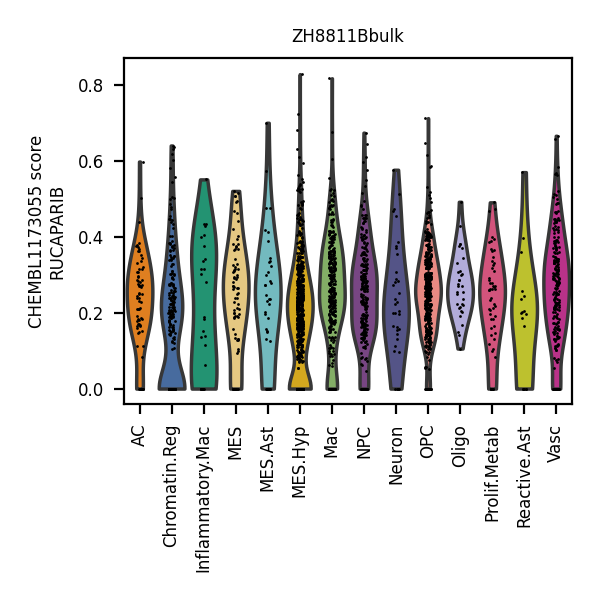 ZH8811Bbulk
CHEMBL1173055 score
RUCAPARIB
0.8
0.6
0.4
0.2
0.0
AC
Chromatin.Reg
Inflammatory.Mac
MES
MES.Ast
MES.Hyp
Mac
NPC
Neuron
OPC
Oligo
Prolif.Metab
Reactive.Ast
Vasc